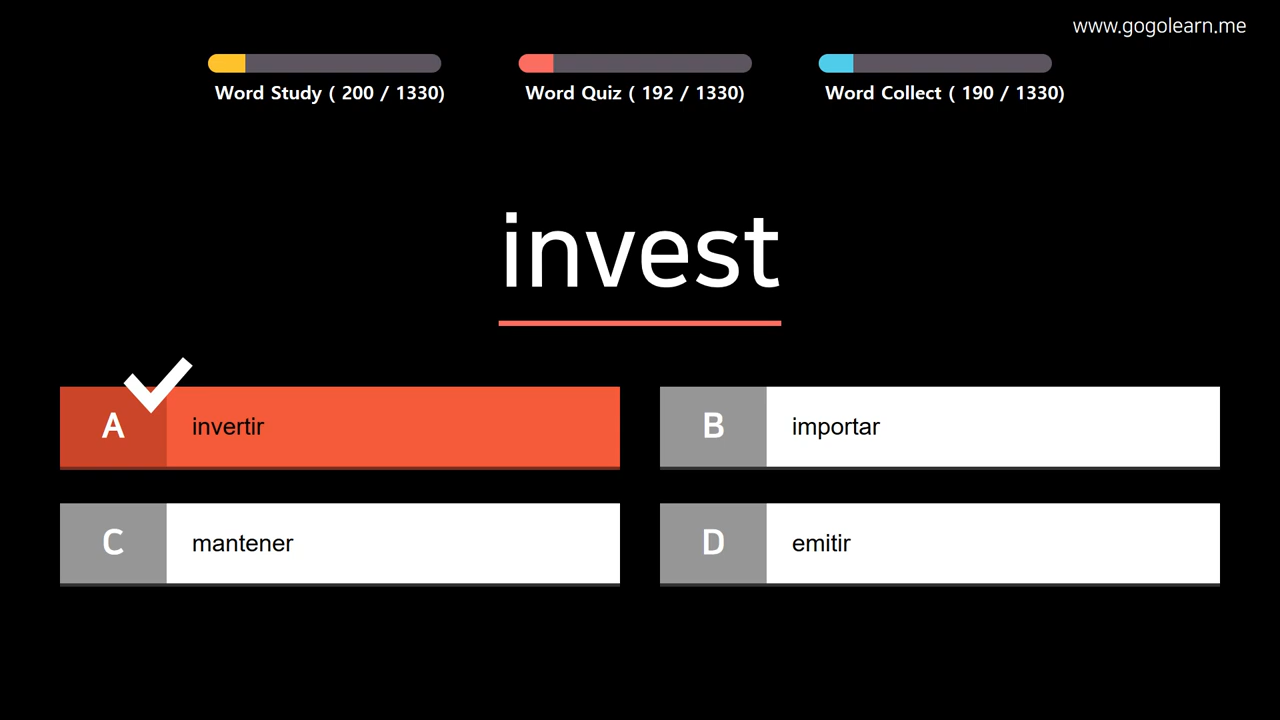 www.gogolearn.me
Word Study ( 200 / 1330)
Word Quiz ( 192 / 1330)
Word Collect ( 190 / 1330)
invest
A
invertir
B
importar
C
mantener
D
emitir